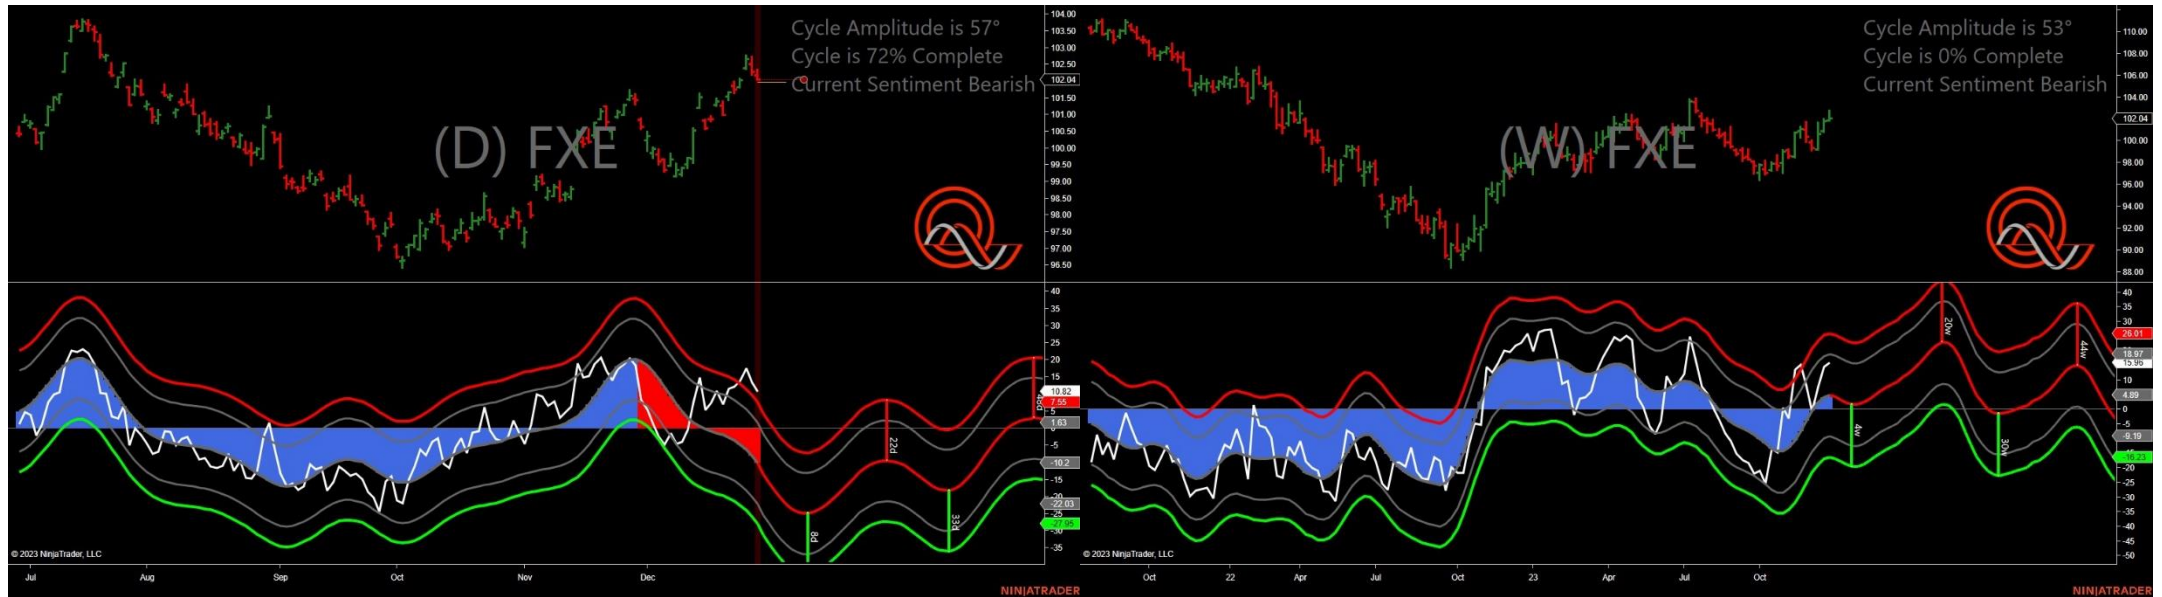 Cycle Amplitude is 57°
Cycle is 72% Complete
Current Sentiment Bearish
(D) FXE
104.00
103.50
103.00
102.50
102.04
101.50
101.00
100.50
100.00
99.50
99.00
98.50
98.00
97.50
97.00
96.50
40
35
30
25
20
15
10.82
7.55
5
1.63
-5
-10.2
-15
-22.03
-25
-27.95
-35
8d
22d
33d
48d
© 2023 NinjaTrader, LLC
Jul
Aug
Sep
Oct
Nov
Dec
NINJATRADER
Cycle Amplitude is 53°
Cycle is 0% Complete
Current Sentiment Bearish
(W) FXE
110.00
108.00
106.00
104.00
102.04
100.00
98.00
96.00
94.00
92.00
90.00
88.00
40
35
30
26.01
18.97
15.96
10
4.89
0
-5
-9.19
-16.23
-20
-25
-30
-35
-40
-45
-50
4w
20w
30w
44w
© 2023 NinjaTrader, LLC
Oct
22
Apr
Jul
Oct
23
Apr
Jul
Oct
NINJATRADER